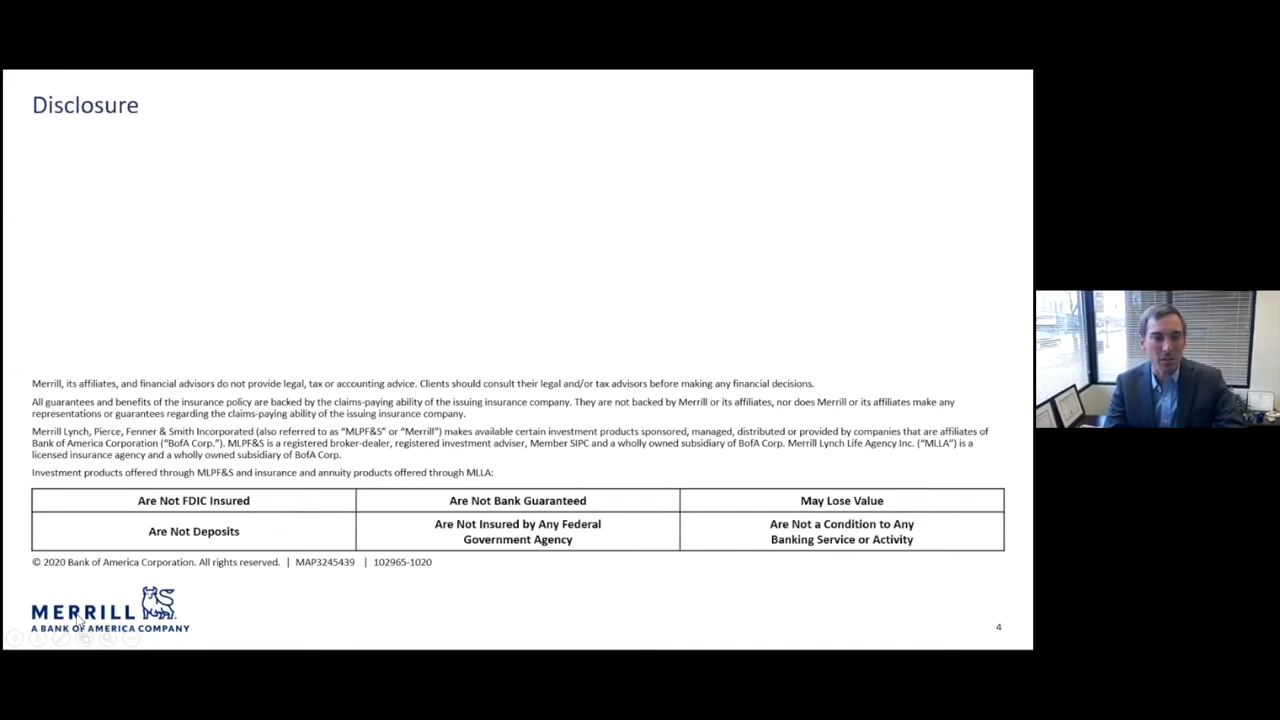 Disclosure
Merrill, its affiliates, and financial advisors do not provide legal, tax or accounting advice. Clients should consult their legal and/or tax advisors before making any financial decisions.
All guarantees and benefits of the insurance policy are backed by the claims-paying ability of the issuing insurance company. They are not backed by Merrill or its affiliates, nor does Merrill or its affiliates make any
representations or guarantees regarding the claims-paying ability of the issuing insurance company.
Merrill Lynch, Pierce, Fenner & Smith Incorporated (also referred to as “MLPF&S” or “Merrill”) makes available certain investment products sponsored, managed, distributed or provided by companies that are affiliates of
Bank of America Corporation (“BofA Corp.”). MLPF&S is a registered broker-dealer, registered investment adviser, Member SIPC and a wholly owned subsidiary of BofA Corp. Merrill Lynch Life Agency Inc. (“MLLA”) is a
licensed insurance agency and a wholly owned subsidiary of BofA Corp.
Investment products offered through MLPF&S and insurance and annuity products offered through MLLA:
Are Not FDIC Insured
Are Not Bank Guaranteed
May Lose Value
Are Not Deposits
Are Not Insured by Any Federal
Government Agency
Are Not a Condition to Any
Banking Service or Activity
© 2020 Bank of America Corporation. All rights reserved. | MAP3245439 | 102965-1020
MERRILL
A BANK OF AMERICA COMPANY
4